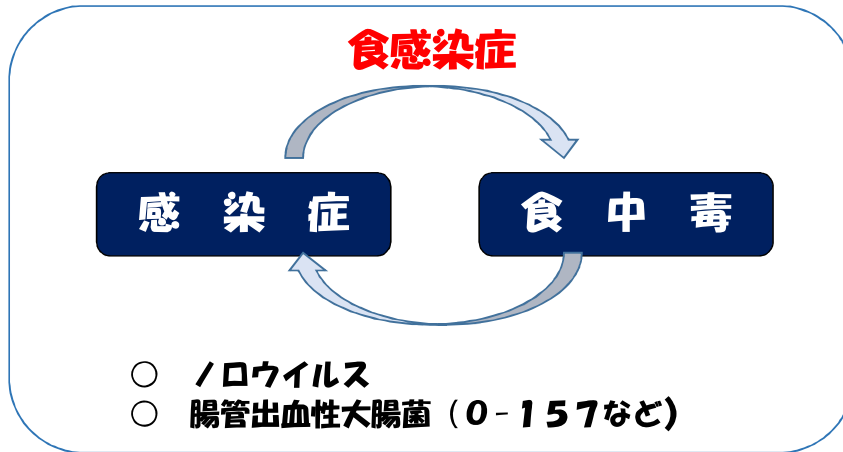 食感染症
感　染　症
食　中　毒
○　ノロウイルス
○　腸管出血性大腸菌（０-１５７など)